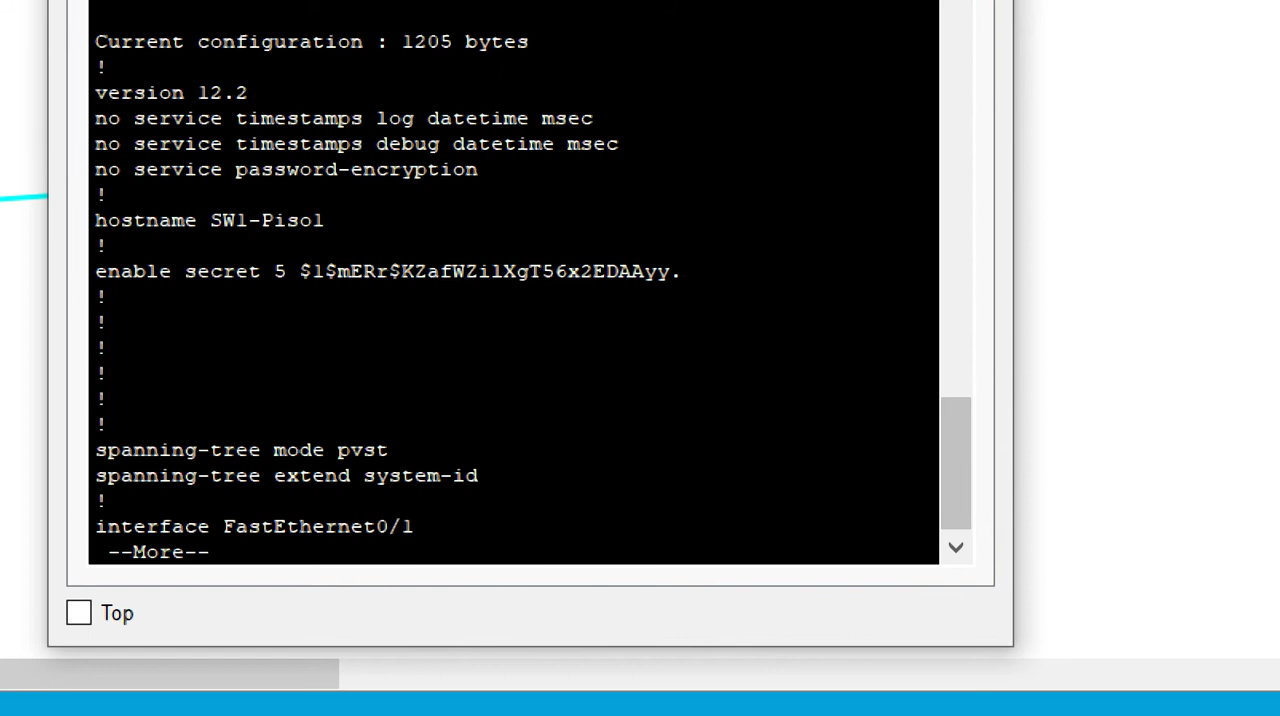 Current configuration : 1205 bytes
!
version 12.2
no service timestamps log datetime msec
no service timestamps debug datetime msec
no service password-encryption
!
hostname SW1-Piso1
!
enable secret 5 $1$mERr$KZafWZilXgT56x2EDAAyy.
!
!
!
!
!
!
spanning-tree mode pvst
spanning-tree extend system-id
!
interface FastEthernet0/1
--More--
Top